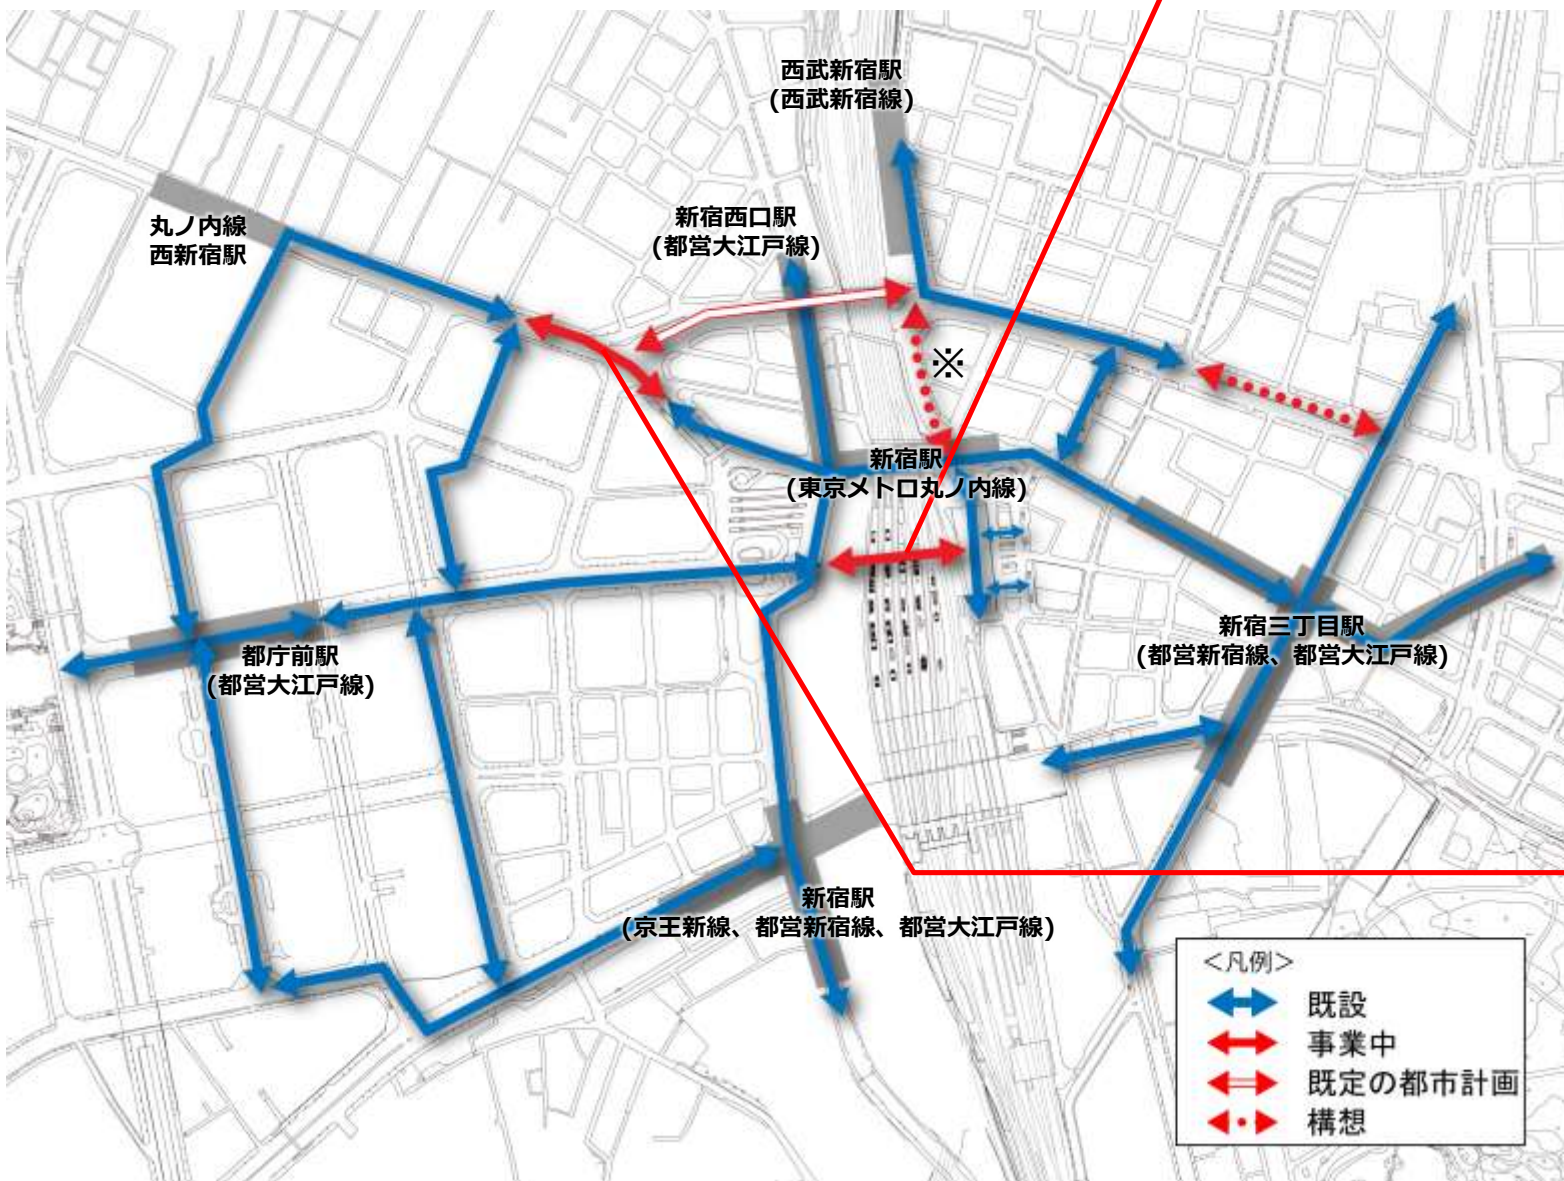 西武新宿駅
(西武新宿線)
新宿西口駅
(都営大江戸線)
丸ノ内線
西新宿駅
※
新宿駅
(東京メトロ丸ノ内線)
新宿三丁目駅
(都営新宿線、都営大江戸線)
都庁前駅
(都営大江戸線)
新宿駅
(京王新線、都営新宿線、都営大江戸線)
＜凡例＞
既設
事業中
既定の都市計画
構想